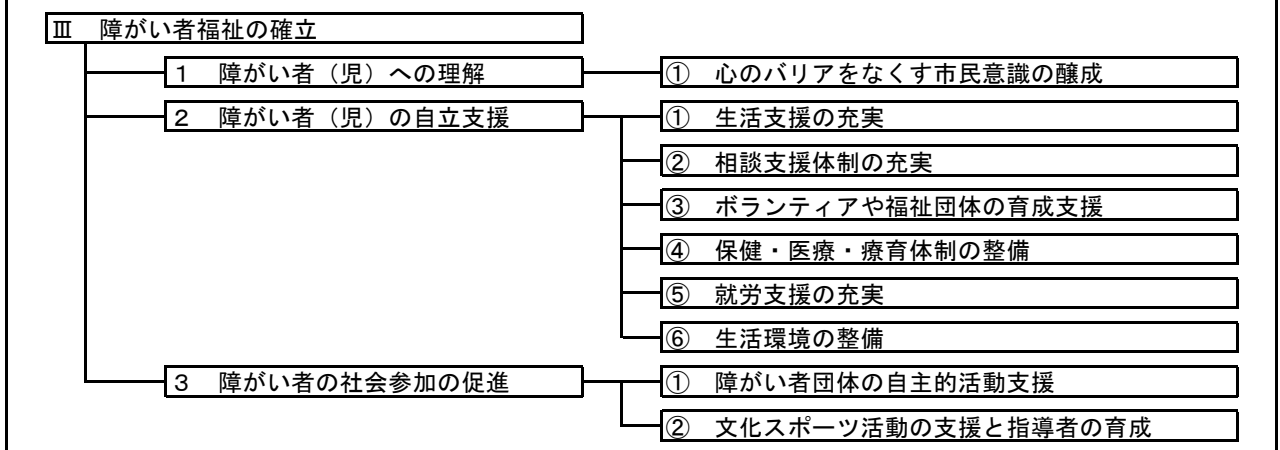 Ⅲ 障がい者福祉の確立
1 障がい者（児）への理解
① 心のバリアをなくす市民意識の醸成
2 障がい者（児）の自立支援
① 生活支援の充実
② 相談支援体制の充実
③ ボランティアや福祉団体の育成支援
④ 保健・医療・療育体制の整備
⑤ 就労支援の充実
⑥ 生活環境の整備
3 障がい者の社会参加の促進
① 障がい者団体の自主的活動支援
② 文化スポーツ活動の支援と指導者の育成